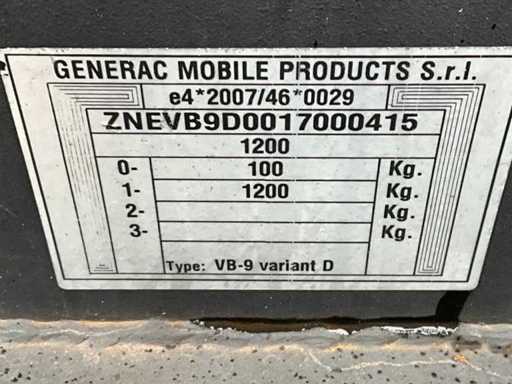 GENERAC MOBILE PRODUCTS S.r.l.
e4*2007/46*0029
ZNEVB9D0017000415
1200
0- 100 Kg.
1- 1200 Kg.
2- Kg.
3- Kg.
Type: VB-9 variant D